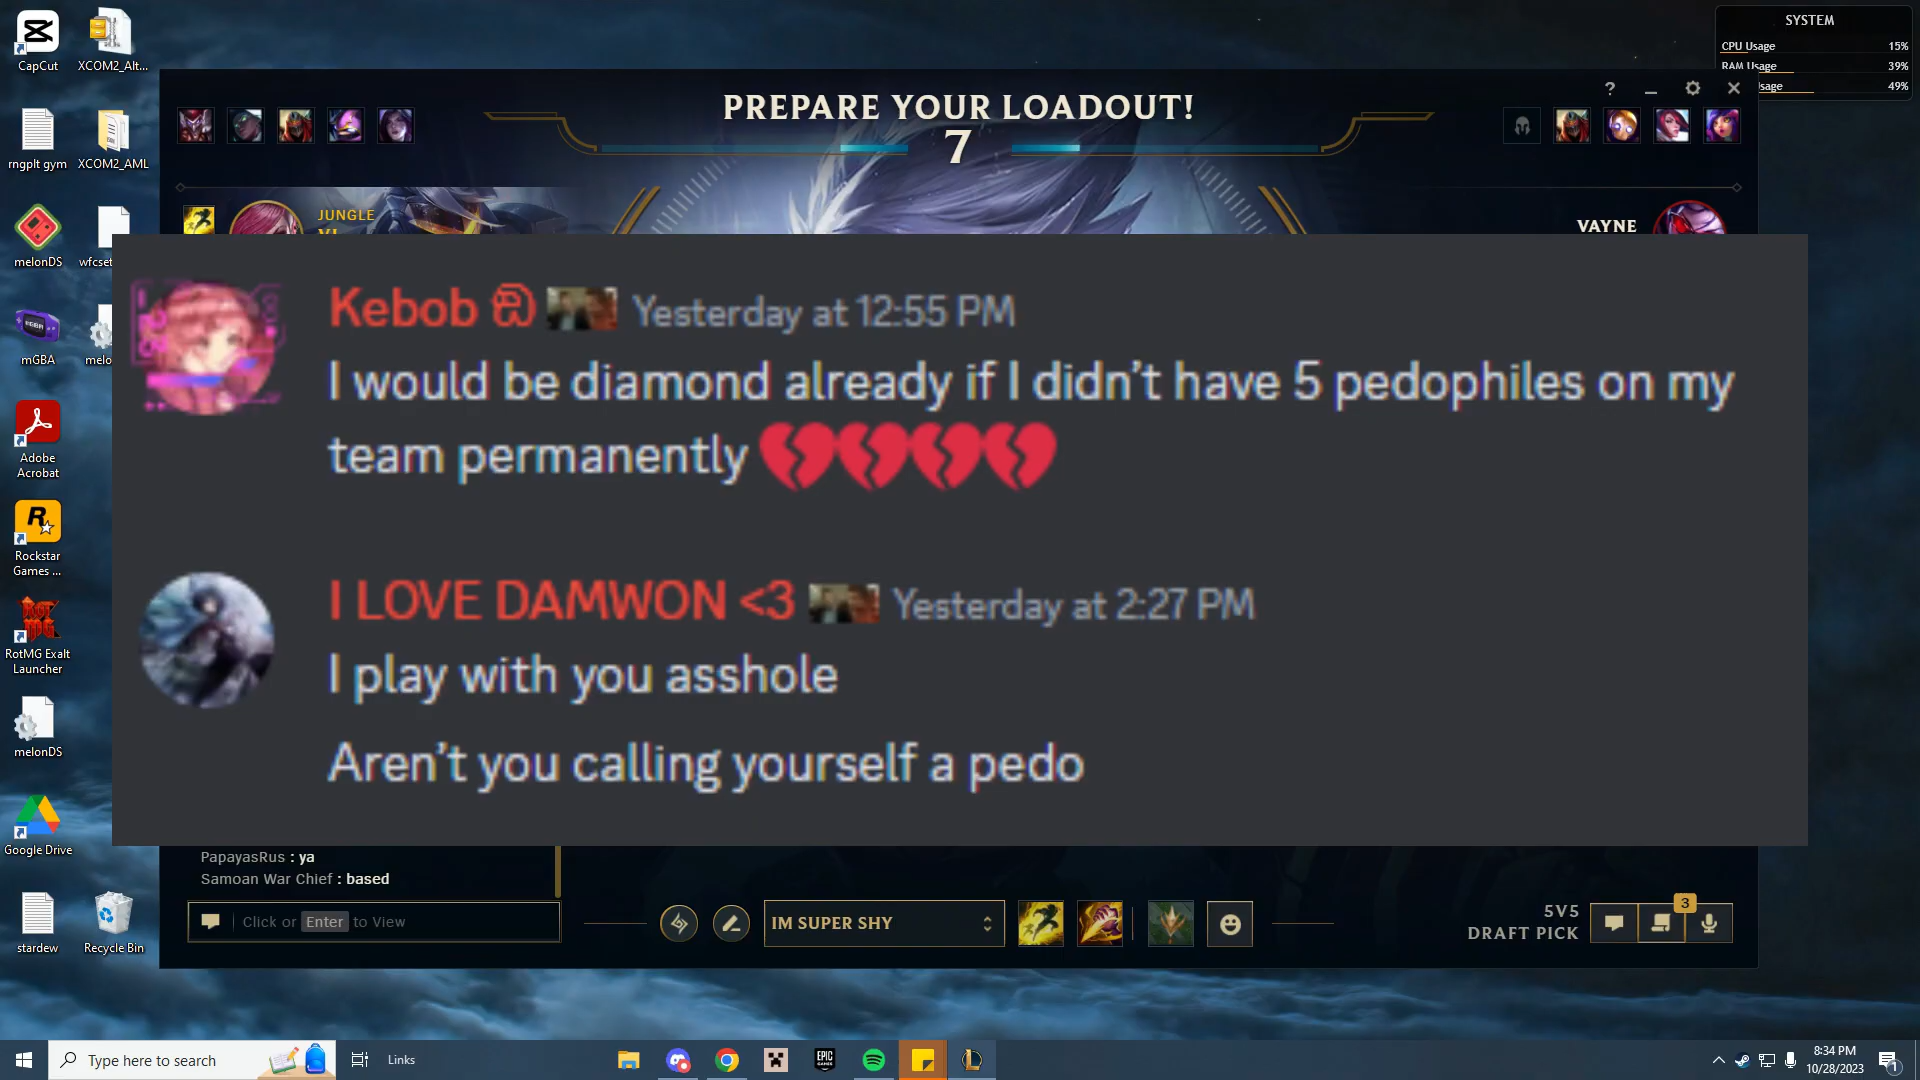 CapCut
XCOM2_Alt...
rngplt gym
XCOM2_AML
melonDS
wfcset
mGBA
melo
Adobe
Acrobat
Rockstar
Games ...
RotMG Exalt
Launcher
melonDS
Google Drive
stardew
Recycle Bin
SYSTEM
CPU Usage 15%
RAM Usage 39%
sage 49%
PREPARE YOUR LOADOUT!
7
JUNGLE
VI
VAYNE
Kebob ඞ Yesterday at 12:55 PM
I would be diamond already if I didn't have 5 pedophiles on my
team permanently 💔💔💔💔
I LOVE DAMWON <3 Yesterday at 2:27 PM
I play with you asshole
Aren't you calling yourself a pedo
PapayasRus : ya
Samoan War Chief : based
Click or Enter to View
IM SUPER SHY
5V5
DRAFT PICK
3
Type here to search
Links
EPIC
GAMES
8:34 PM
10/28/2023
1